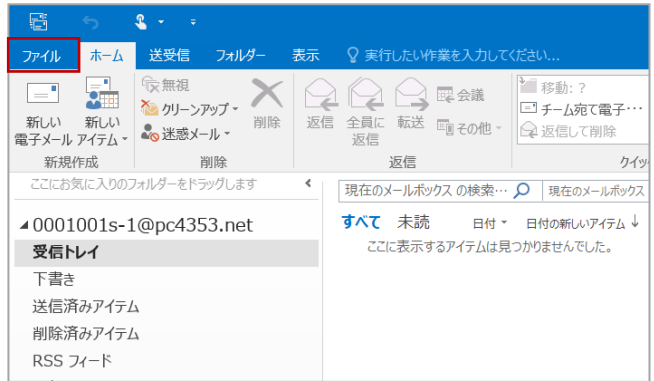 ファイル ホーム 送受信 フォルダー 表示 実行したい作業を入力してください...
無視
クリーンアップ
迷惑メール
新しい
電子メール
新しい
アイテム
削除
返信
全員に
返信
転送
会議
その他
移動: ?
チーム宛て電子…
返信して削除
新規作成 削除 返信 クイッ
ここにお気に入りのフォルダーをドラッグします
現在のメールボックス の検索… 現在のメールボックス
すべて 未読 日付 日付の新しいアイテム ↓
ここに表示するアイテムは見つかりませんでした。
0001001s-1@pc4353.net
受信トレイ
下書き
送信済みアイテム
削除済みアイテム
RSS フィード